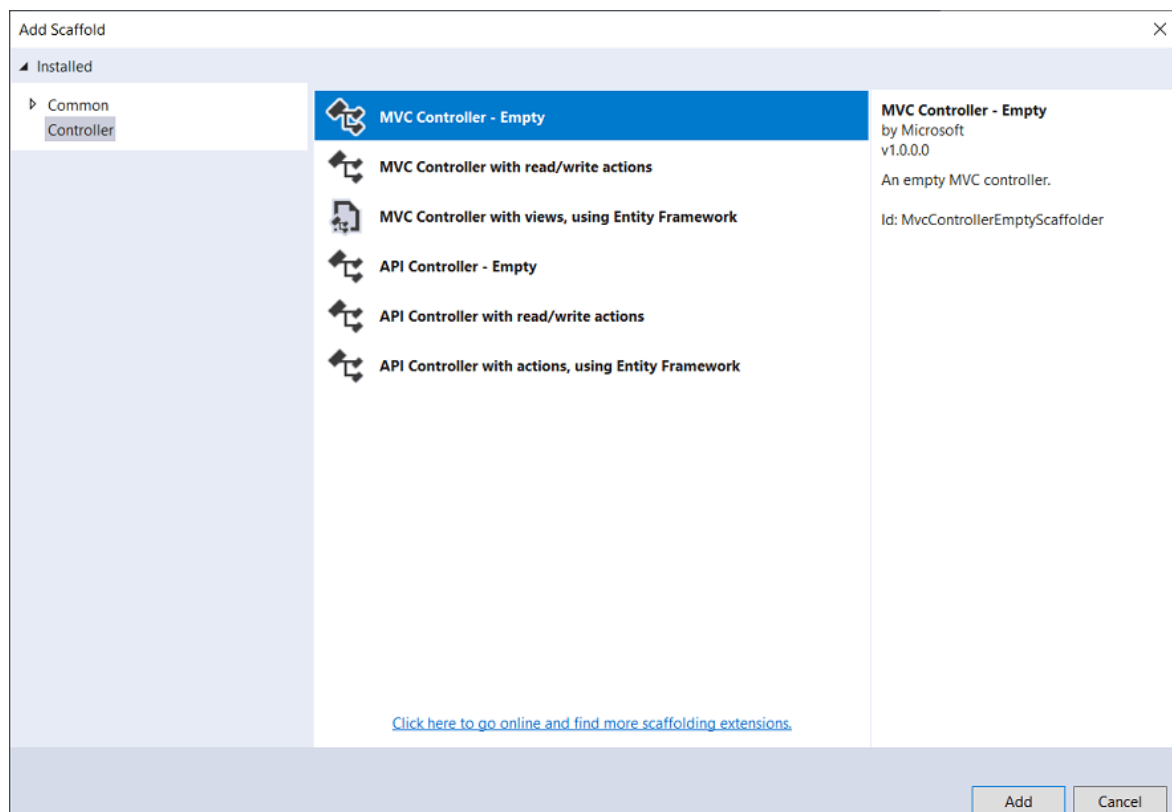 Add Scaffold
Installed
Common
Controller
MVC Controller - Empty
MVC Controller with read/write actions
MVC Controller with views, using Entity Framework
API Controller - Empty
API Controller with read/write actions
API Controller with actions, using Entity Framework
Click here to go online and find more scaffolding extensions.
MVC Controller - Empty
by Microsoft
v1.0.0.0
An empty MVC controller.
Id: MvcControllerEmptyScaffolder
Add
Cancel